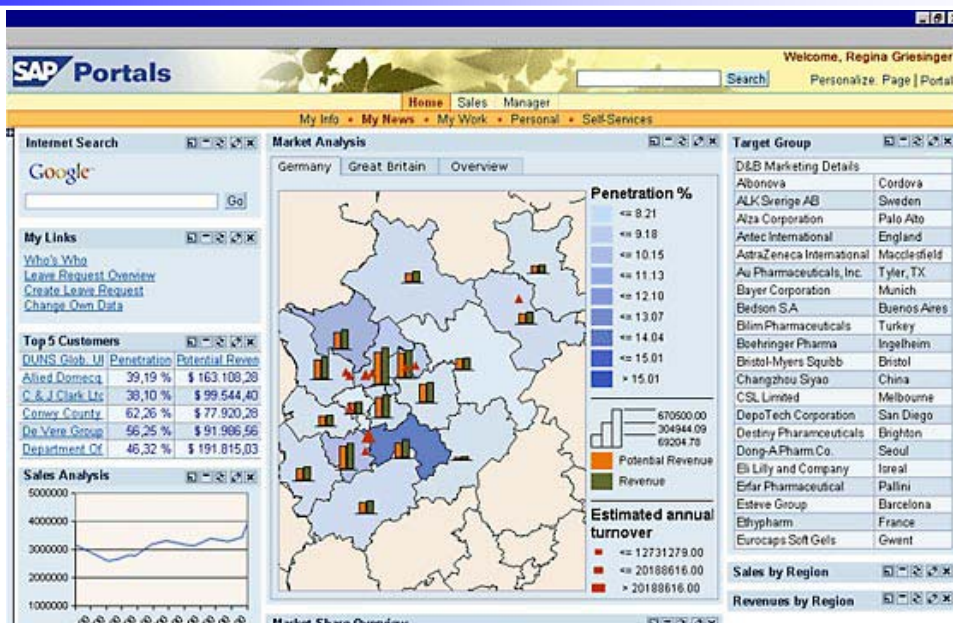 SAP Portals
Welcome, Regina Griesinger
Search
Personalize: Page | Portal
Home Sales Manager
My Info • My News • My Work • Personal • Self-Services
Internet Search
Google
Go
My Links
Who's Who
Leave Request Overview
Create Leave Request
Change Own Data
Top 5 Customers
DUNS Glob. Ul Penetration Potential Reven
Allied Domecq 39,19 % $ 163.108,28
C & J Clark Ltc 38,10 % $ 99.544,40
Conwy County 62,26 % $ 77.920,28
De Vere Group 56,25 % $ 91.986,56
Department Of 46,32 % $ 191.815,03
Sales Analysis
5000000
4000000
3000000
2000000
1000000
Market Analysis
Germany Great Britain Overview
Penetration %
<= 8.21
<= 9.18
<= 10.15
<= 11.13
<= 12.10
<= 13.07
<= 14.04
<= 15.01
> 15.01
670500.00
304944.09
69204.78
Potential Revenue
Revenue
Estimated annual
turnover
<= 12731279.00
<= 20188616.00
> 20188616.00
Market Share Overview
Target Group
D&B Marketing Details
Albonova Cordova
ALK Sverige AB Sweden
Alza Corporation Palo Alto
Antec International England
AstraZeneca International Macclesfield
Au Pharmaceuticals, Inc. Tyler, TX
Bayer Corporation Munich
Bedson S.A Buenos Aires
Bilim Pharmaceuticals Turkey
Boehringer Pharma Ingelheim
Bristol-Myers Squibb Bristol
Changzhou Siyao China
CSL Limited Melbourne
DepoTech Corporation San Diego
Destiny Pharamceuticals Brighton
Dong-A Pharm.Co. Seoul
Eli Lilly and Company Isreal
Erfar Pharmaceutical Pallini
Esteve Group Barcelona
Ethypharm France
Eurocaps Soft Gels Gwent
Sales by Region
Revenues by Region